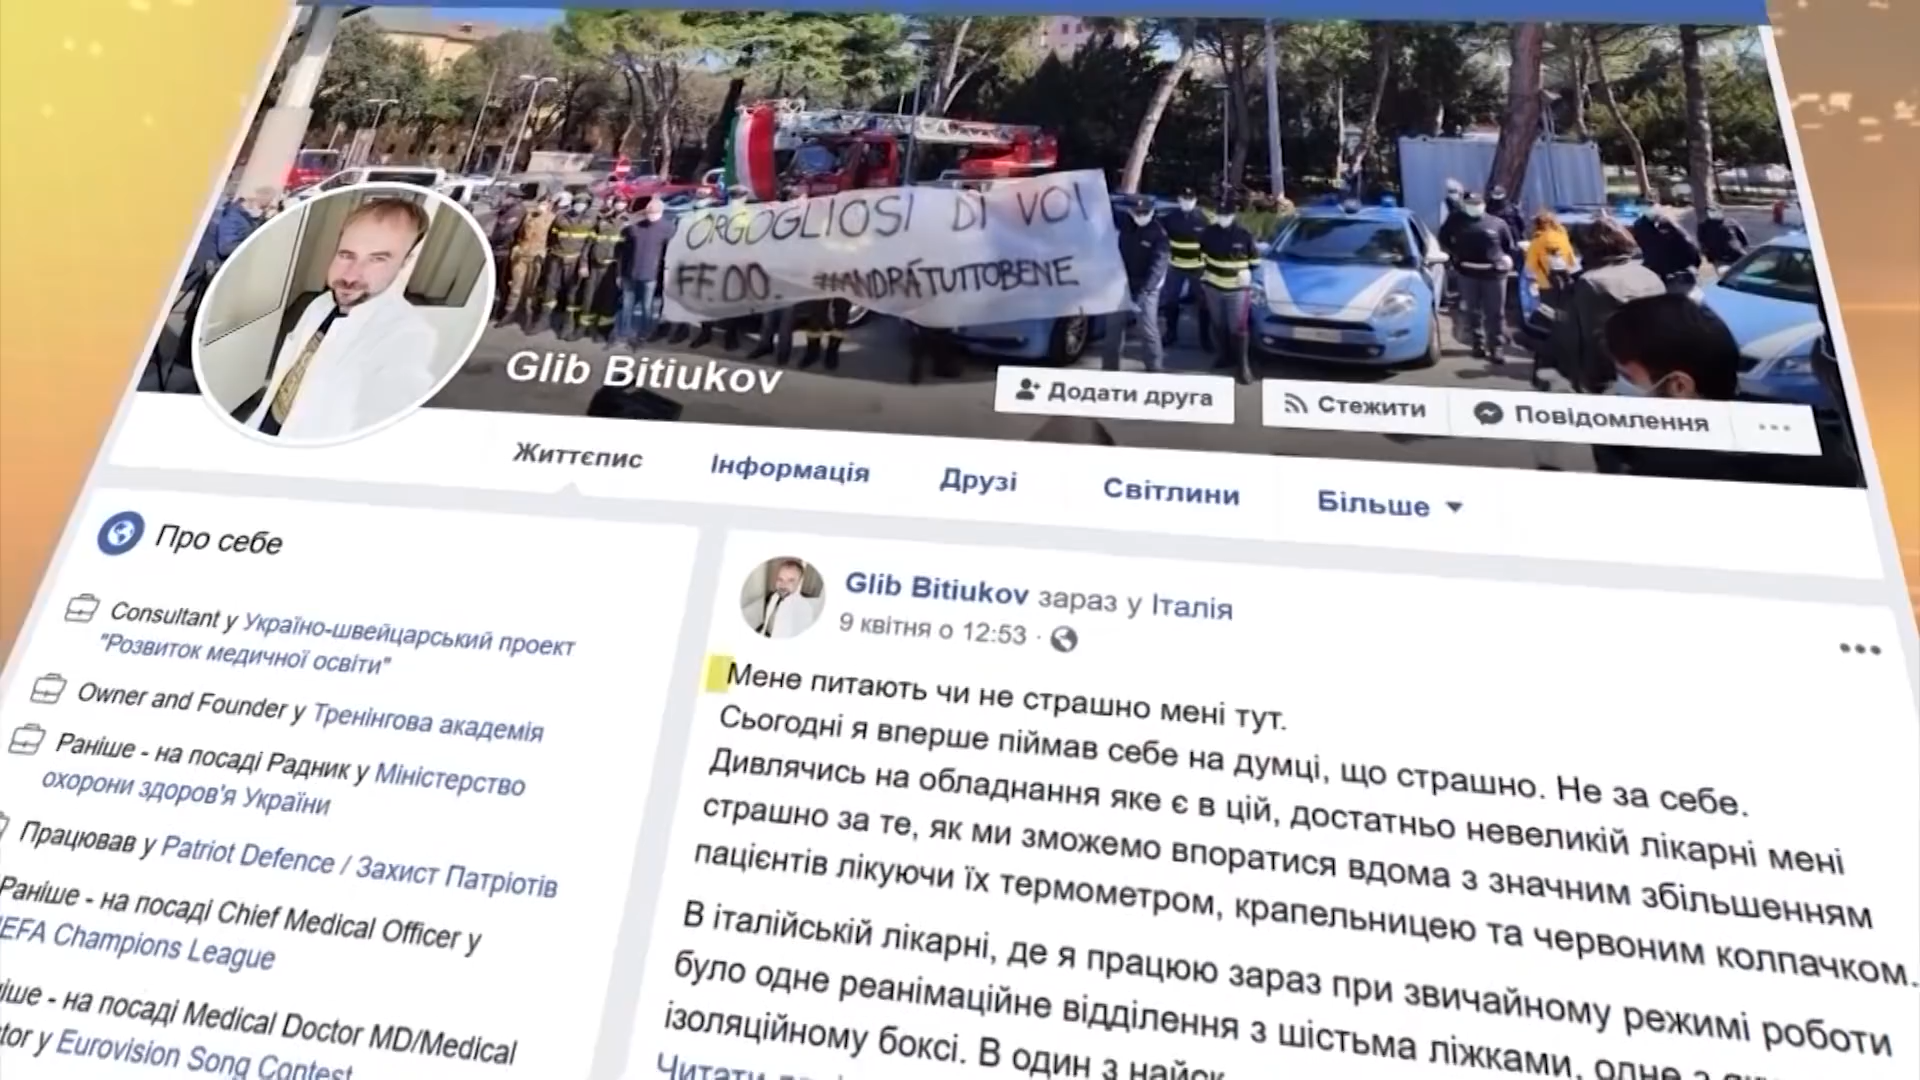 ORGOGLIOSI DI VOI
FF.OO. #ANDRÀTUTTOBENE
Glib Bitiukov
Додати друга
Стежити
Повідомлення
Життєпис
Інформація
Друзі
Світлини
Більше
Про себе
Consultant у Україно-швейцарський проект
"Розвиток медичної освіти"
Owner and Founder у Тренінгова академія
Раніше - на посаді Радник у Міністерство
охорони здоров'я України
Працював у Patriot Defence / Захист Патріотів
Раніше - на посаді Chief Medical Officer у
EFA Champions League
іше - на посаді Medical Doctor MD/Medical
tor у Eurovision Song Contest
Glib Bitiukov зараз у Італія
9 квітня о 12:53 ·
Мене питають чи не страшно мені тут.
Сьогодні я вперше піймав себе на думці, що страшно. Не за себе.
Дивлячись на обладнання яке є в цій, достатньо невеликій лікарні мені
страшно за те, як ми зможемо впоратися вдома з значним збільшенням
пацієнтів лікуючи їх термометром, крапельницею та червоним колпачком.
В італійській лікарні, де я працюю зараз при звичайному режимі роботи
було одне реанімаційне відділення з шістьма ліжками, одне з
ізоляційному боксі. В один з
Читати